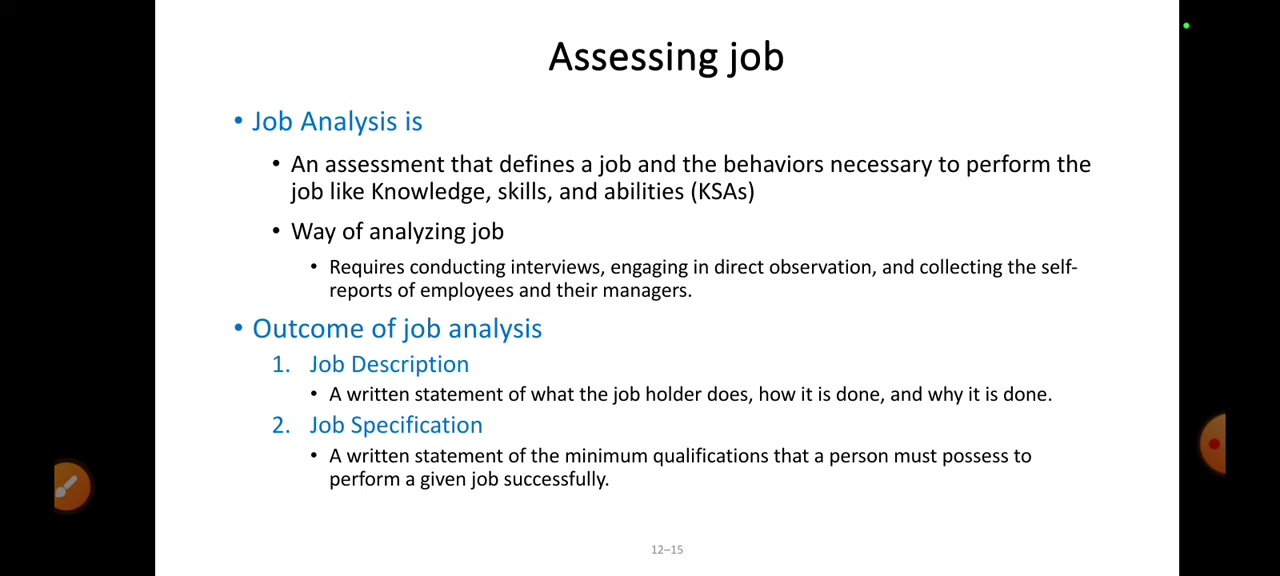 Assessing job
• Job Analysis is
• An assessment that defines a job and the behaviors necessary to perform the
job like Knowledge, skills, and abilities (KSAs)
• Way of analyzing job
• Requires conducting interviews, engaging in direct observation, and collecting the self-
reports of employees and their managers.
• Outcome of job analysis
1. Job Description
• A written statement of what the job holder does, how it is done, and why it is done.
2. Job Specification
• A written statement of the minimum qualifications that a person must possess to
perform a given job successfully.
12–15